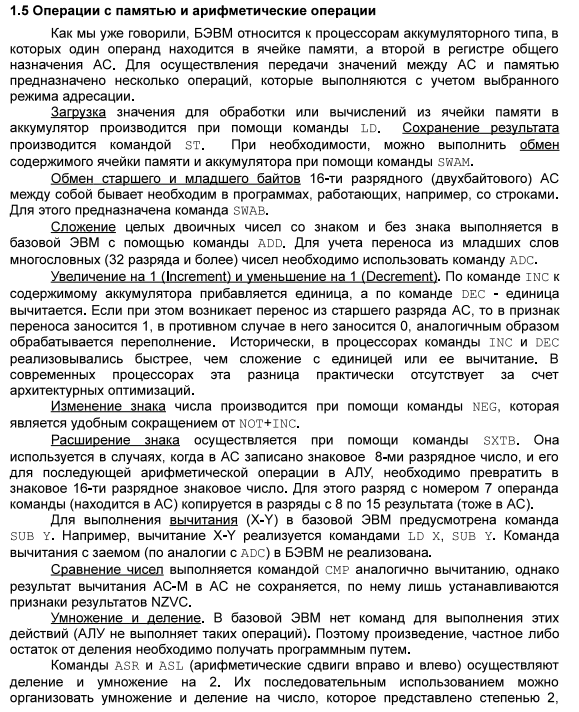 1.5 Операции с памятью и арифметические операции
Как мы уже говорили, БЭВМ относится к процессорам аккумуляторного типа, в
которых один операнд находится в ячейке памяти, а второй в регистре общего
назначения АС. Для осуществления передачи значений между АС и памятью
предназначено несколько операций, которые выполняются с учетом выбранного
режима адресации.
Загрузка значения для обработки или вычислений из ячейки памяти в
аккумулятор производится при помощи команды LD. Сохранение результата
производится командой ST. При необходимости, можно выполнить обмен
содержимого ячейки памяти и аккумулятора при помощи команды SWAM.
Обмен старшего и младшего байтов 16-ти разрядного (двухбайтового) АС
между собой бывает необходим в программах, работающих, например, со строками.
Для этого предназначена команда SWAB.
Сложение целых двоичных чисел со знаком и без знака выполняется в
базовой ЭВМ с помощью команды ADD. Для учета переноса из младших слов
многословных (32 разряда и более) чисел необходимо использовать команду ADC.
Увеличение на 1 (Increment) и уменьшение на 1 (Decrement). По команде INC к
содержимому аккумулятора прибавляется единица, а по команде DEC - единица
вычитается. Если при этом возникает перенос из старшего разряда АС, то в признак
переноса заносится 1, в противном случае в него заносится 0, аналогичным образом
обрабатывается переполнение. Исторически, в процессорах команды INC и DEC
реализовывались быстрее, чем сложение с единицей или ее вычитание. В
современных процессорах эта разница практически отсутствует за счет
архитектурных оптимизаций.
Изменение знака числа производится при помощи команды NEG, которая
является удобным сокращением от NOT+INC.
Расширение знака осуществляется при помощи команды SXTB. Она
используется в случаях, когда в АС записано знаковое 8-ми разрядное число, и его
для последующей арифметической операции в АЛУ, необходимо превратить в
знаковое 16-ти разрядное знаковое число. Для этого разряд с номером 7 операнда
команды (находится в АС) копируется в разряды с 8 по 15 результата (тоже в АС).
Для выполнения вычитания (X-Y) в базовой ЭВМ предусмотрена команда
SUB Y. Например, вычитание X-Y реализуется командами LD X, SUB Y. Команда
вычитания с заемом (по аналогии с ADC) в БЭВМ не реализована.
Сравнение чисел выполняется командой CMP аналогично вычитанию, однако
результат вычитания АС-М в АС не сохраняется, по нему лишь устанавливаются
признаки результатов NZVC.
Умножение и деление. В базовой ЭВМ нет команд для выполнения этих
действий (АЛУ не выполняет таких операций). Поэтому произведение, частное либо
остаток от деления необходимо получать программным путем.
Команды ASR и ASL (арифметические сдвиги вправо и влево) осуществляют
деление и умножение на 2. Их последовательным использованием можно
организовать умножение и деление на число, которое представлено степенью 2,